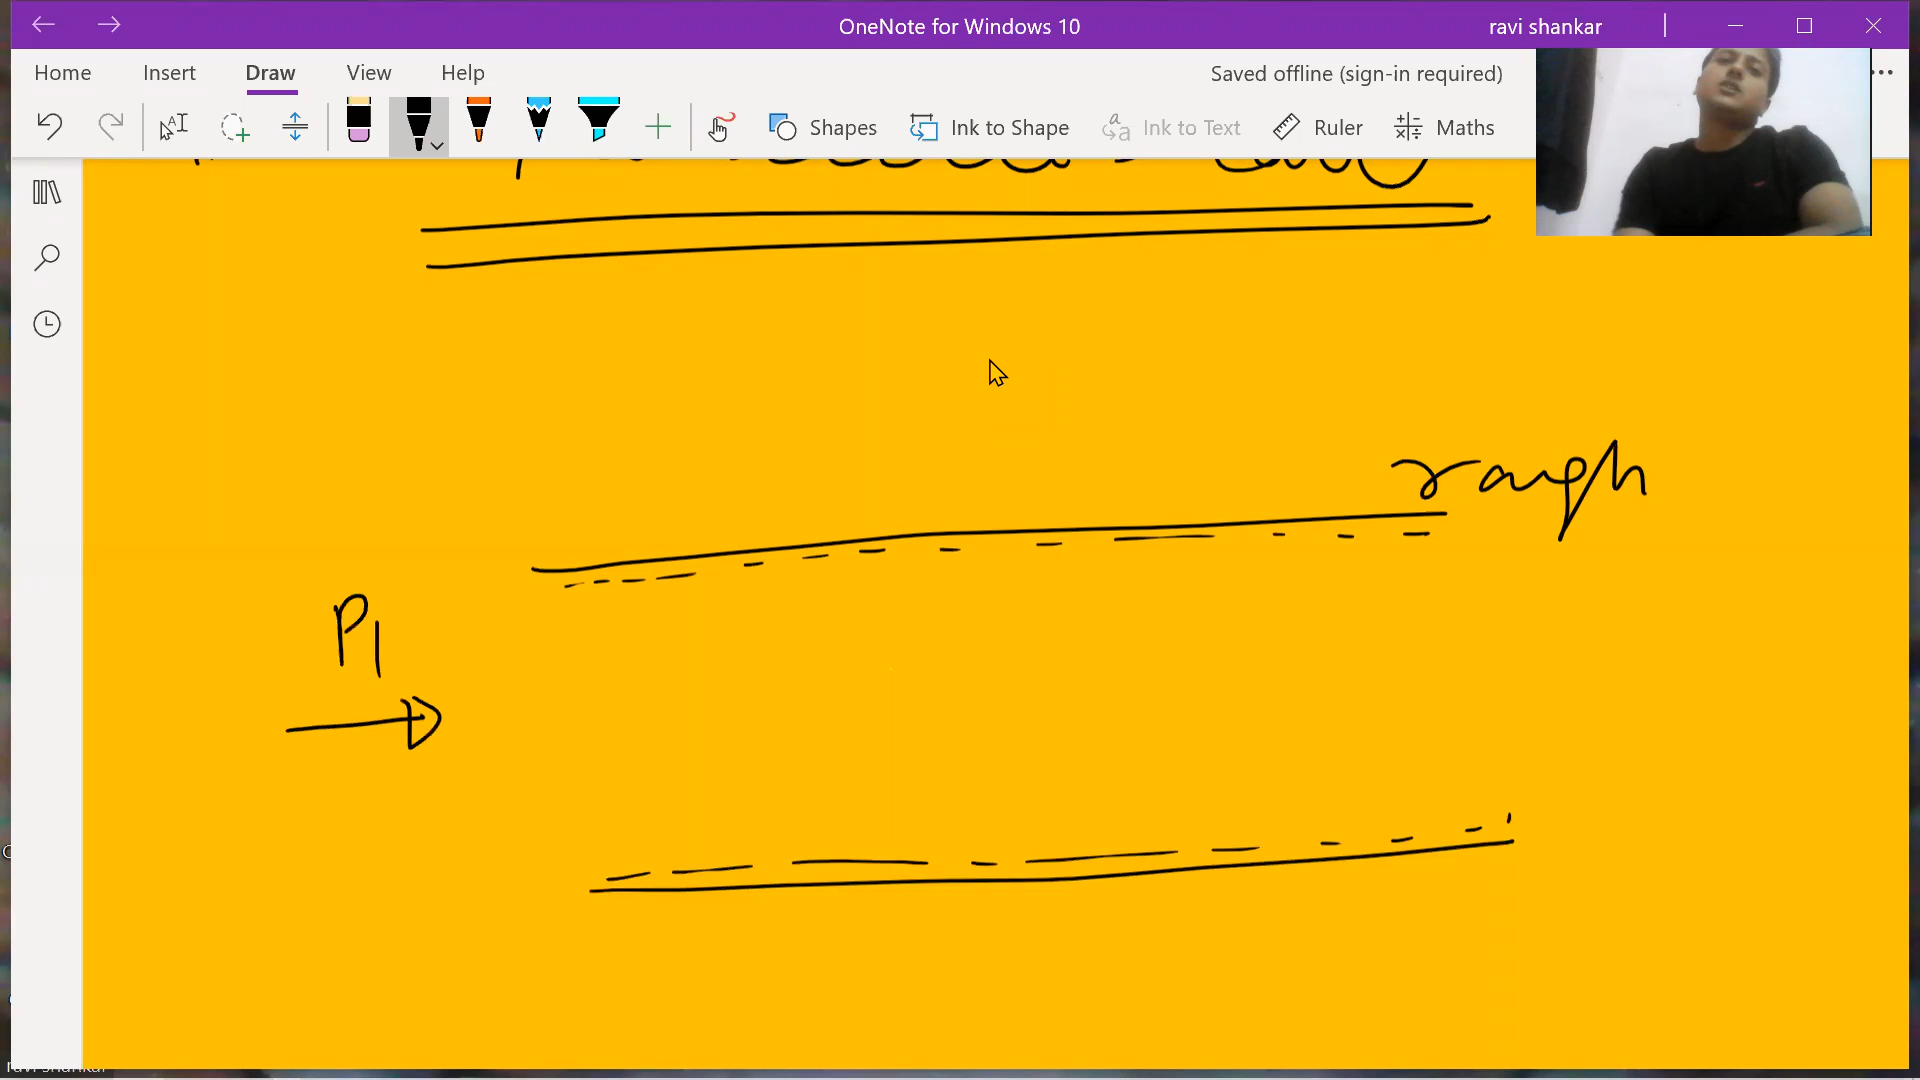 OneNote for Windows 10
ravi shankar
Home Insert Draw View Help
Saved offline (sign-in required)
Shapes
Ink to Shape
Ink to Text
Ruler
Maths
rough
P1